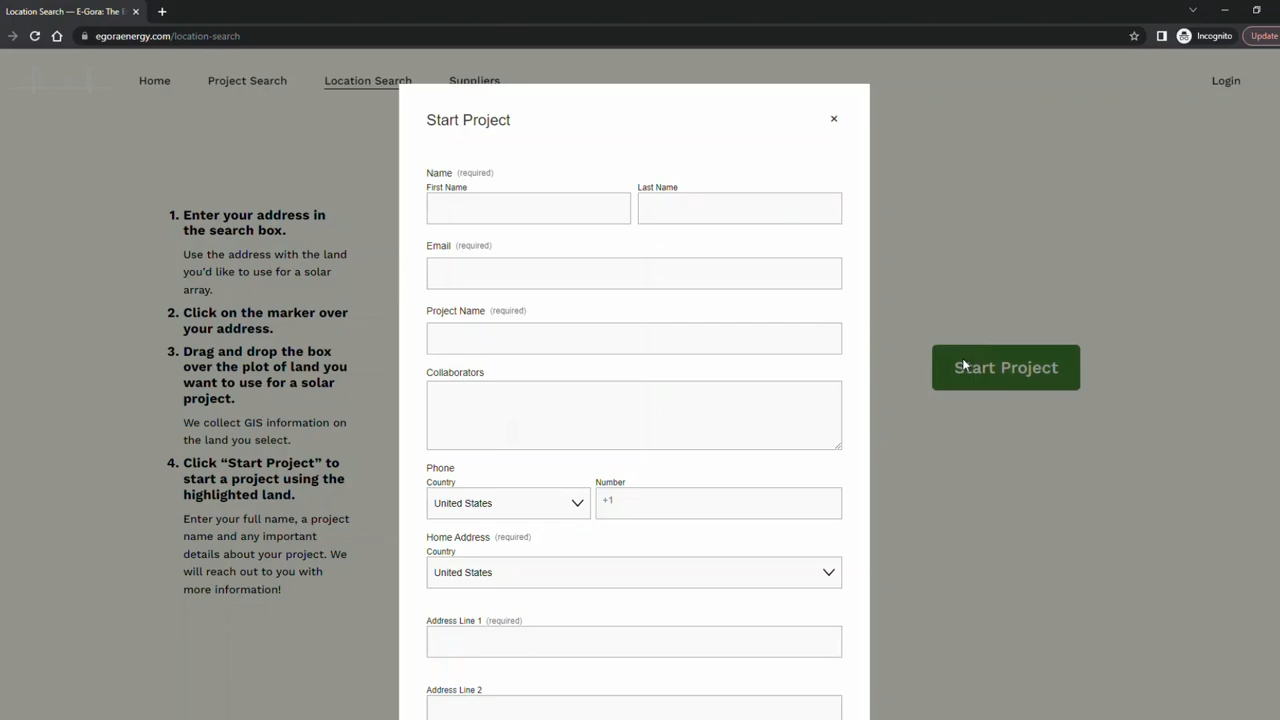 Location Search — E-Gora: The E
egoraenergy.com/location-search
Incognito
Update
Home
Project Search
Location Search
Suppliers
Login
1. Enter your address in
the search box.
Use the address with the land
you'd like to use for a solar
array.
2. Click on the marker over
your address.
3. Drag and drop the box
over the plot of land you
want to use for a solar
project.
We collect GIS information on
the land you select.
4. Click “Start Project” to
start a project using the
highlighted land.
Enter your full name, a project
name and any important
details about your project. We
will reach out to you with
more information!
Start Project
Name (required)
First Name
Last Name
Email (required)
Project Name (required)
Collaborators
Phone
Country
Number
United States
+1
Home Address (required)
Country
United States
Address Line 1 (required)
Address Line 2
Start Project